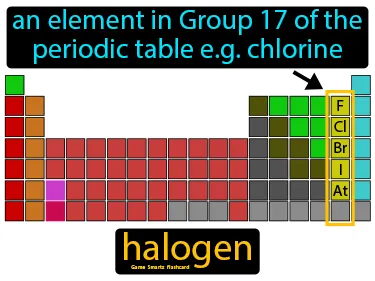 an element in Group 17 of the
periodic table e.g. chlorine
F
Cl
Br
I
At
halogen
Game Smartz Flashcard